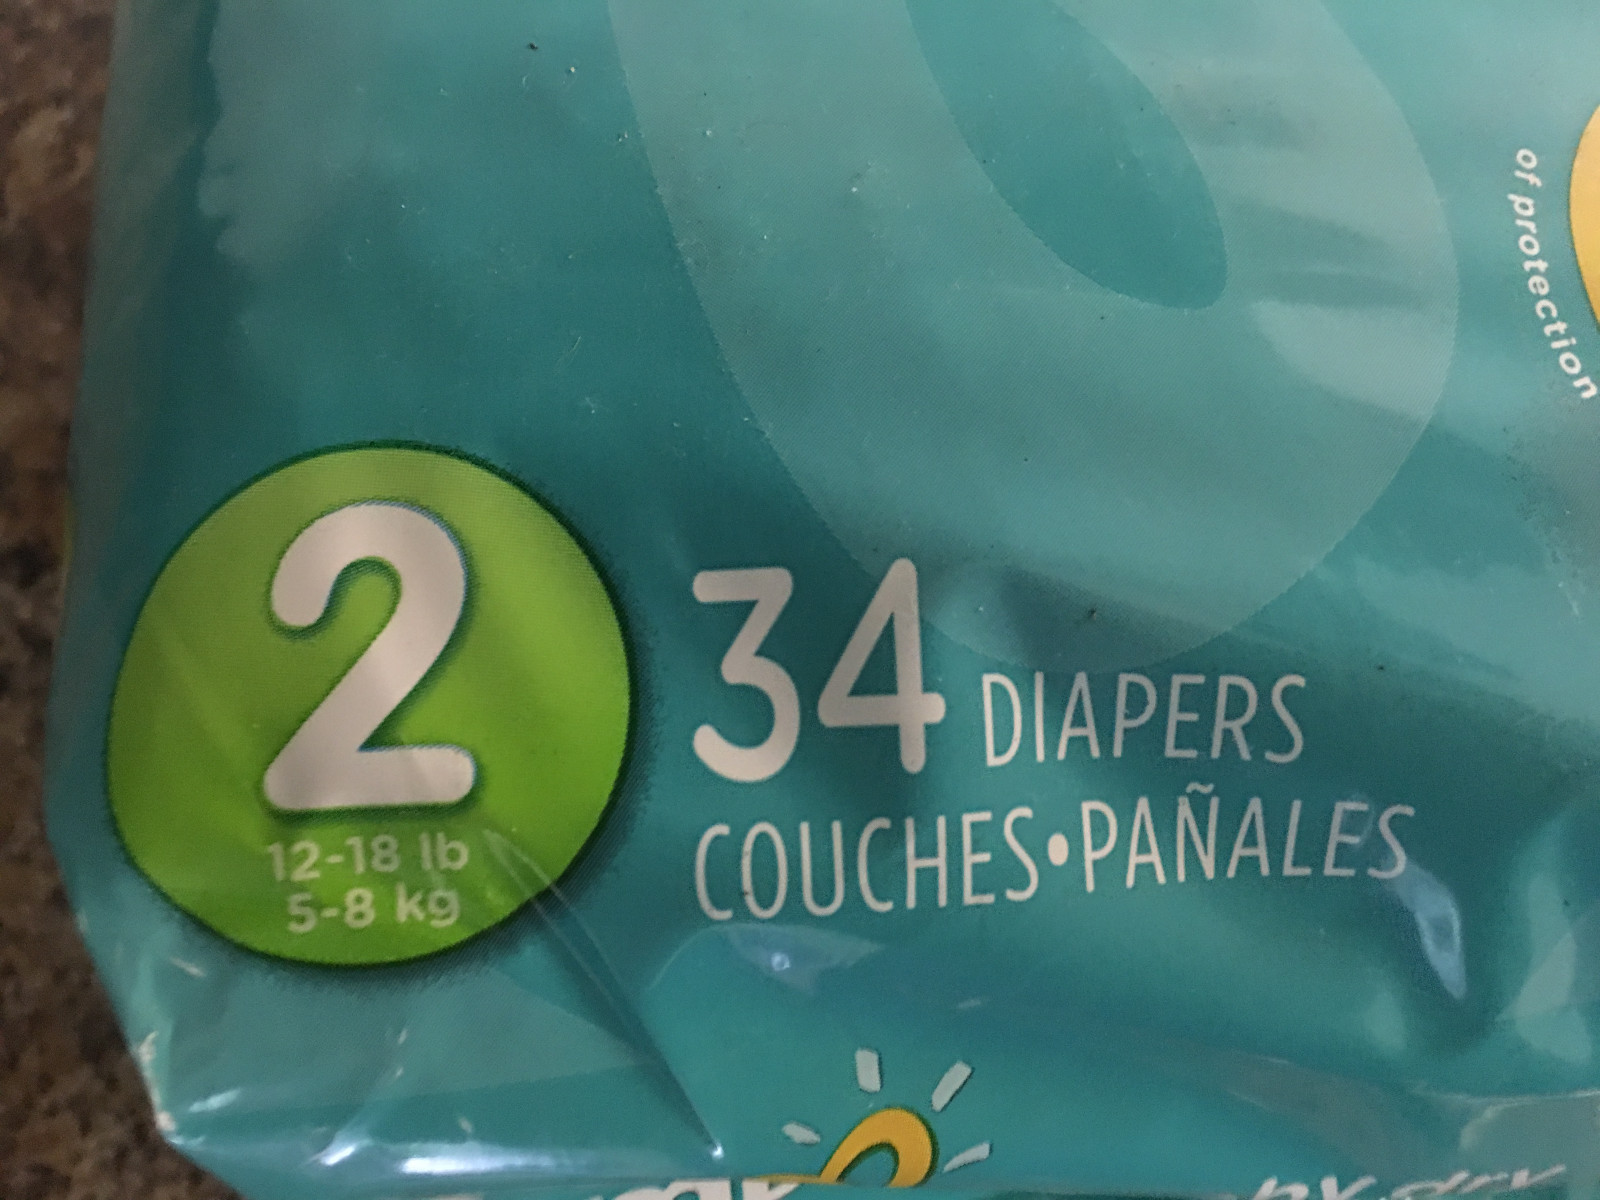 of protection
2
12-18 lb
5-8 kg
34 DIAPERS
COUCHES•PAÑALES